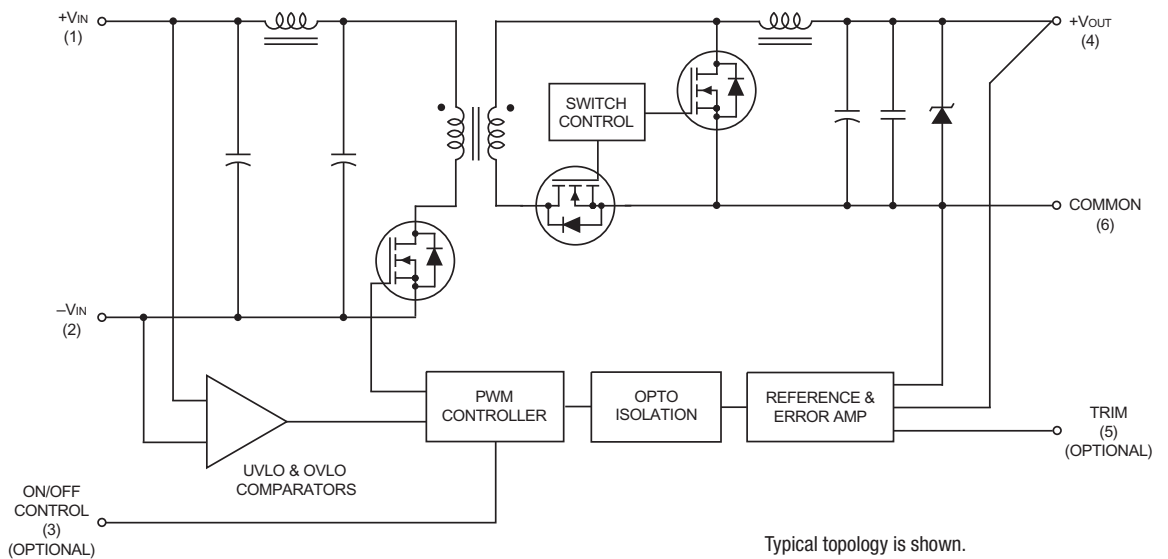 +VIN
(1)
+VOUT
(4)
SWITCH
CONTROL
COMMON
(6)
–VIN
(2)
PWM
CONTROLLER
OPTO
ISOLATION
REFERENCE &
ERROR AMP
TRIM
(5)
(OPTIONAL)
UVLO & OVLO
COMPARATORS
ON/OFF
CONTROL
(3)
(OPTIONAL)
Typical topology is shown.